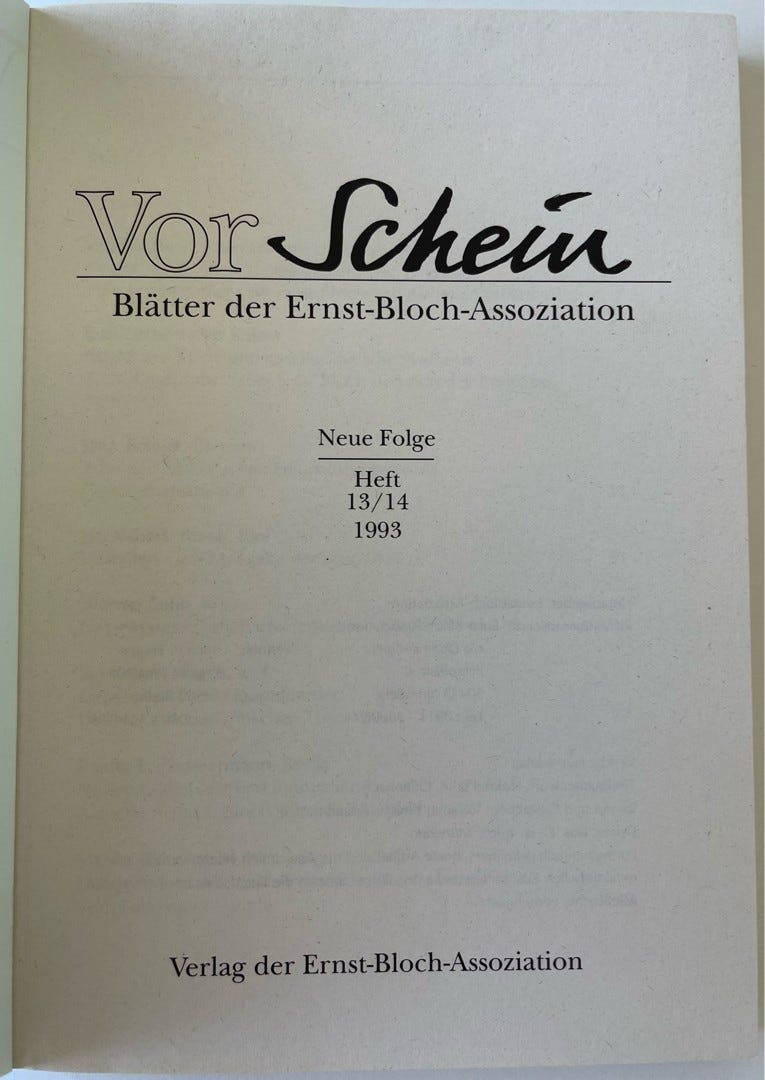 Vor Schein
Blätter der Ernst-Bloch-Assoziation
Neue Folge
Heft
13/14
1993
Verlag der Ernst-Bloch-Assoziation